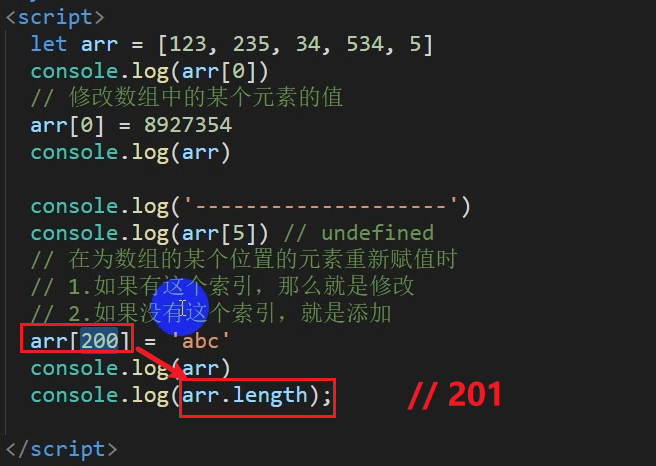 <script>
let arr = [123, 235, 34, 534, 5]
console.log(arr[0])
// 修改数组中的某个元素的值
arr[0] = 8927354
console.log(arr)
console.log('--------------------')
console.log(arr[5]) // undefined
// 在为数组的某个位置的元素重新赋值时
// 1.如果有这个索引，那么就是修改
// 2.如果没有这个索引，就是添加
arr[200] = 'abc'
console.log(arr)
console.log(arr.length); // 201
</script>